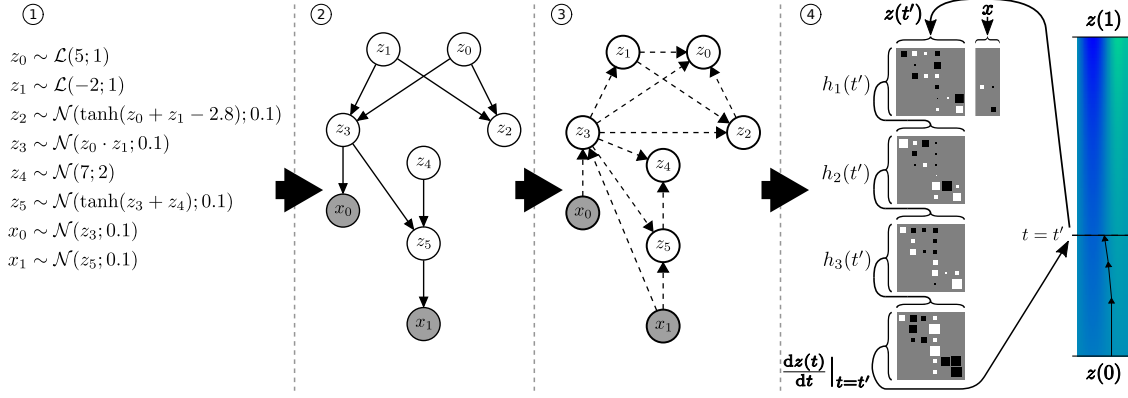 1
z₀ ∼ ℒ(5; 1)
z₁ ∼ ℒ(−2; 1)
z₂ ∼ 𝒩(tanh(z₀ + z₁ − 2.8); 0.1)
z₃ ∼ 𝒩(z₀ · z₁; 0.1)
z₄ ∼ 𝒩(7; 2)
z₅ ∼ 𝒩(tanh(z₃ + z₄); 0.1)
x₀ ∼ 𝒩(z₃; 0.1)
x₁ ∼ 𝒩(z₅; 0.1)
2
z₁ z₀
z₃ z₂
z₄
x₀
z₅
x₁
3
z₁ z₀
z₃ z₂
z₄
x₀
z₅
x₁
4
z(t′) x z(1)
h₁(t′)
h₂(t′)
t = t′
h₃(t′)
dz(t)/dt |t=t′
z(0)